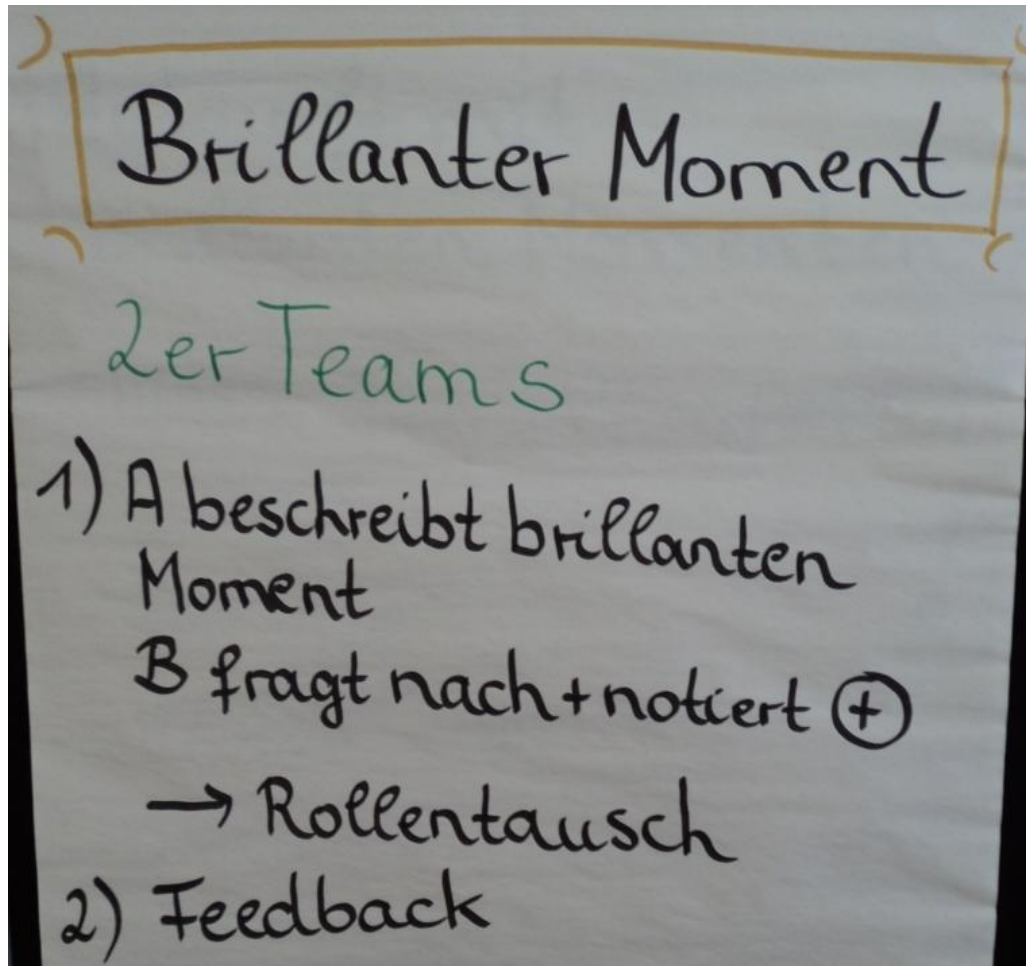 Brillanter Moment
2er Teams
1) A beschreibt brillanten
Moment
B fragt nach + notiert ⊕
→ Rollentausch
2) Feedback